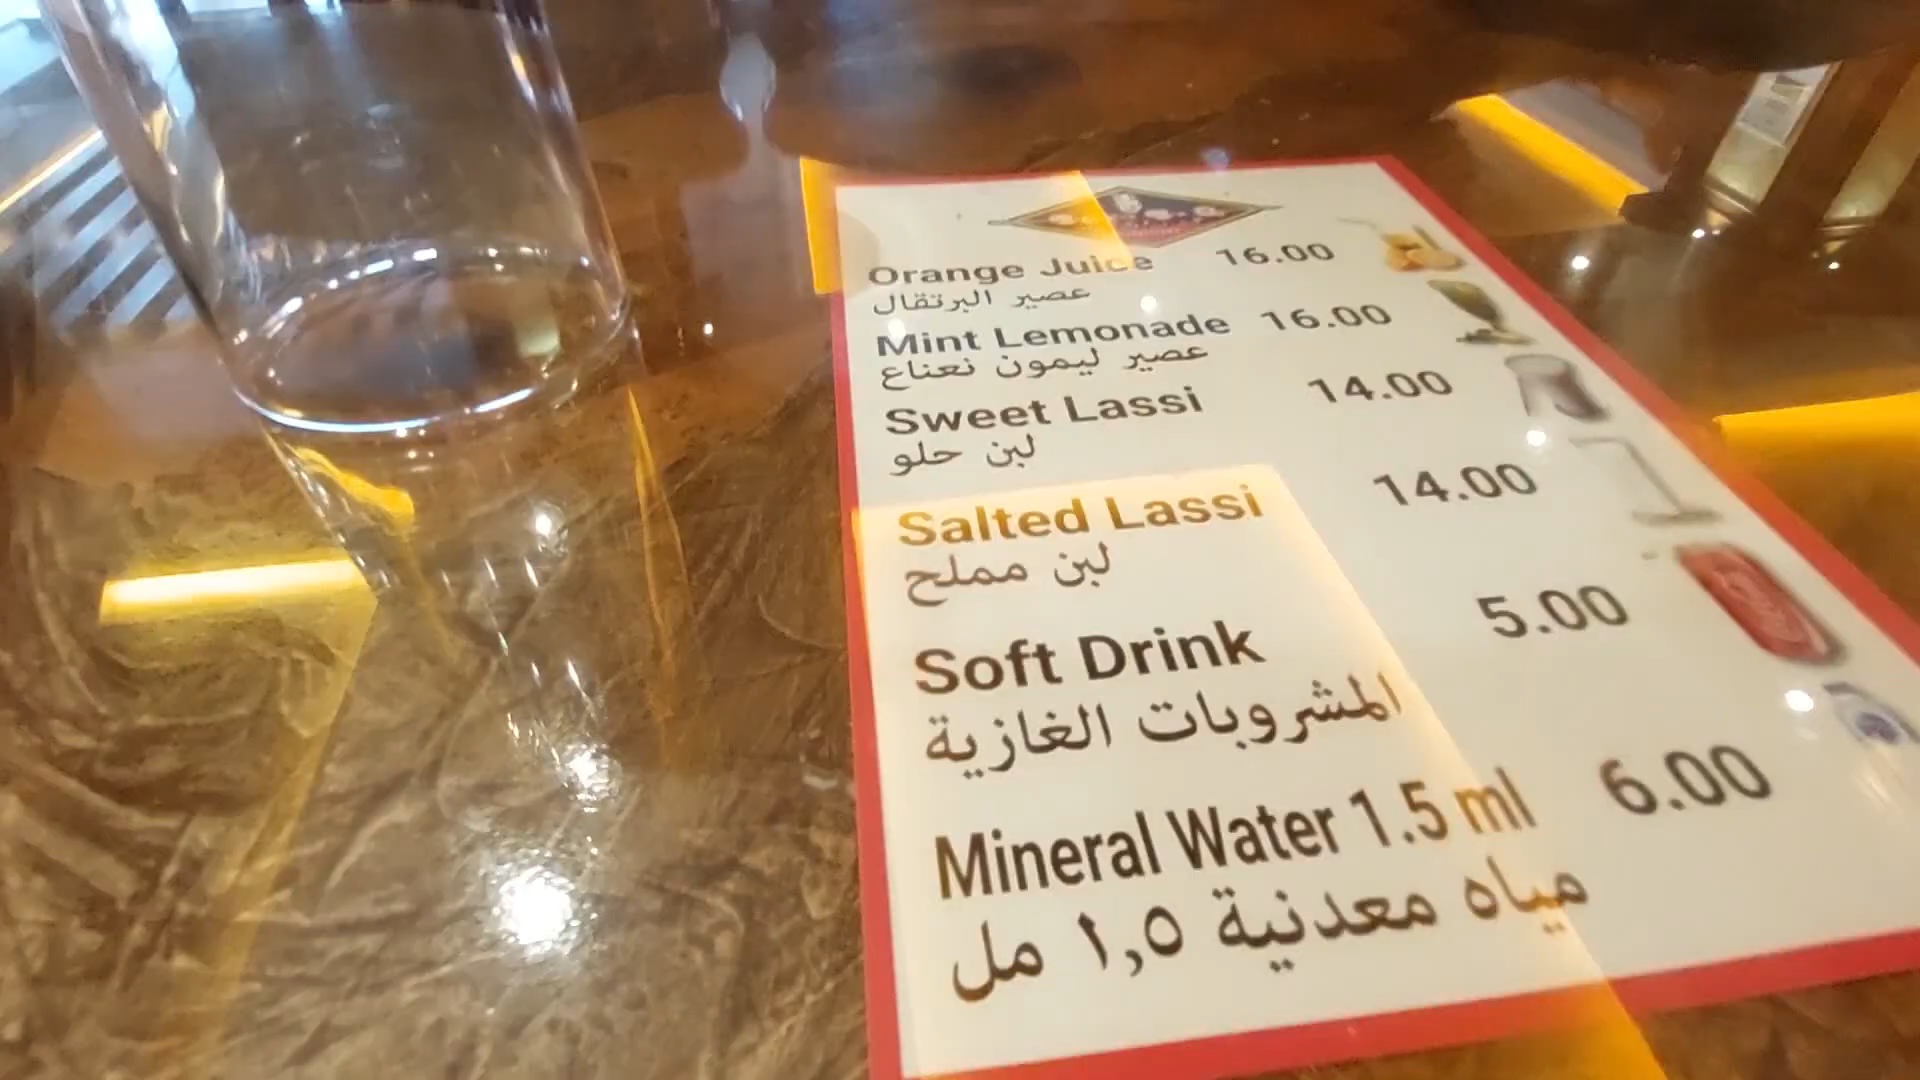 Orange Juice 16.00
عصير البرتقال
Mint Lemonade 16.00
عصير ليمون نعناع
Sweet Lassi 14.00
لبن حلو
Salted Lassi 14.00
لبن مملح
Soft Drink 5.00
المشروبات الغازية
Mineral Water 1.5 ml 6.00
مياه معدنية ١,٥ مل